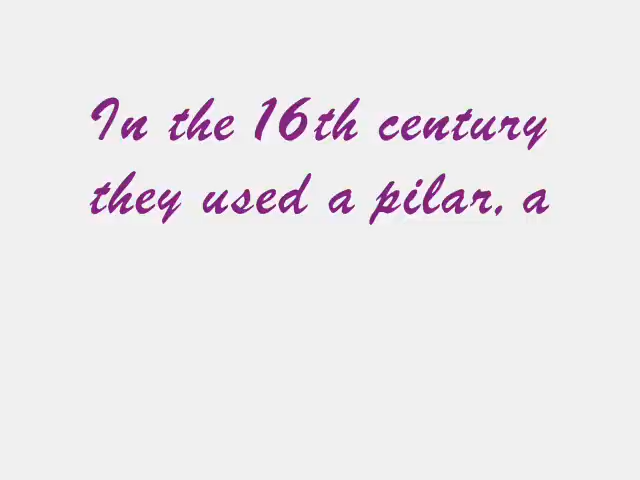 In the 16th century
they used a pilar, a